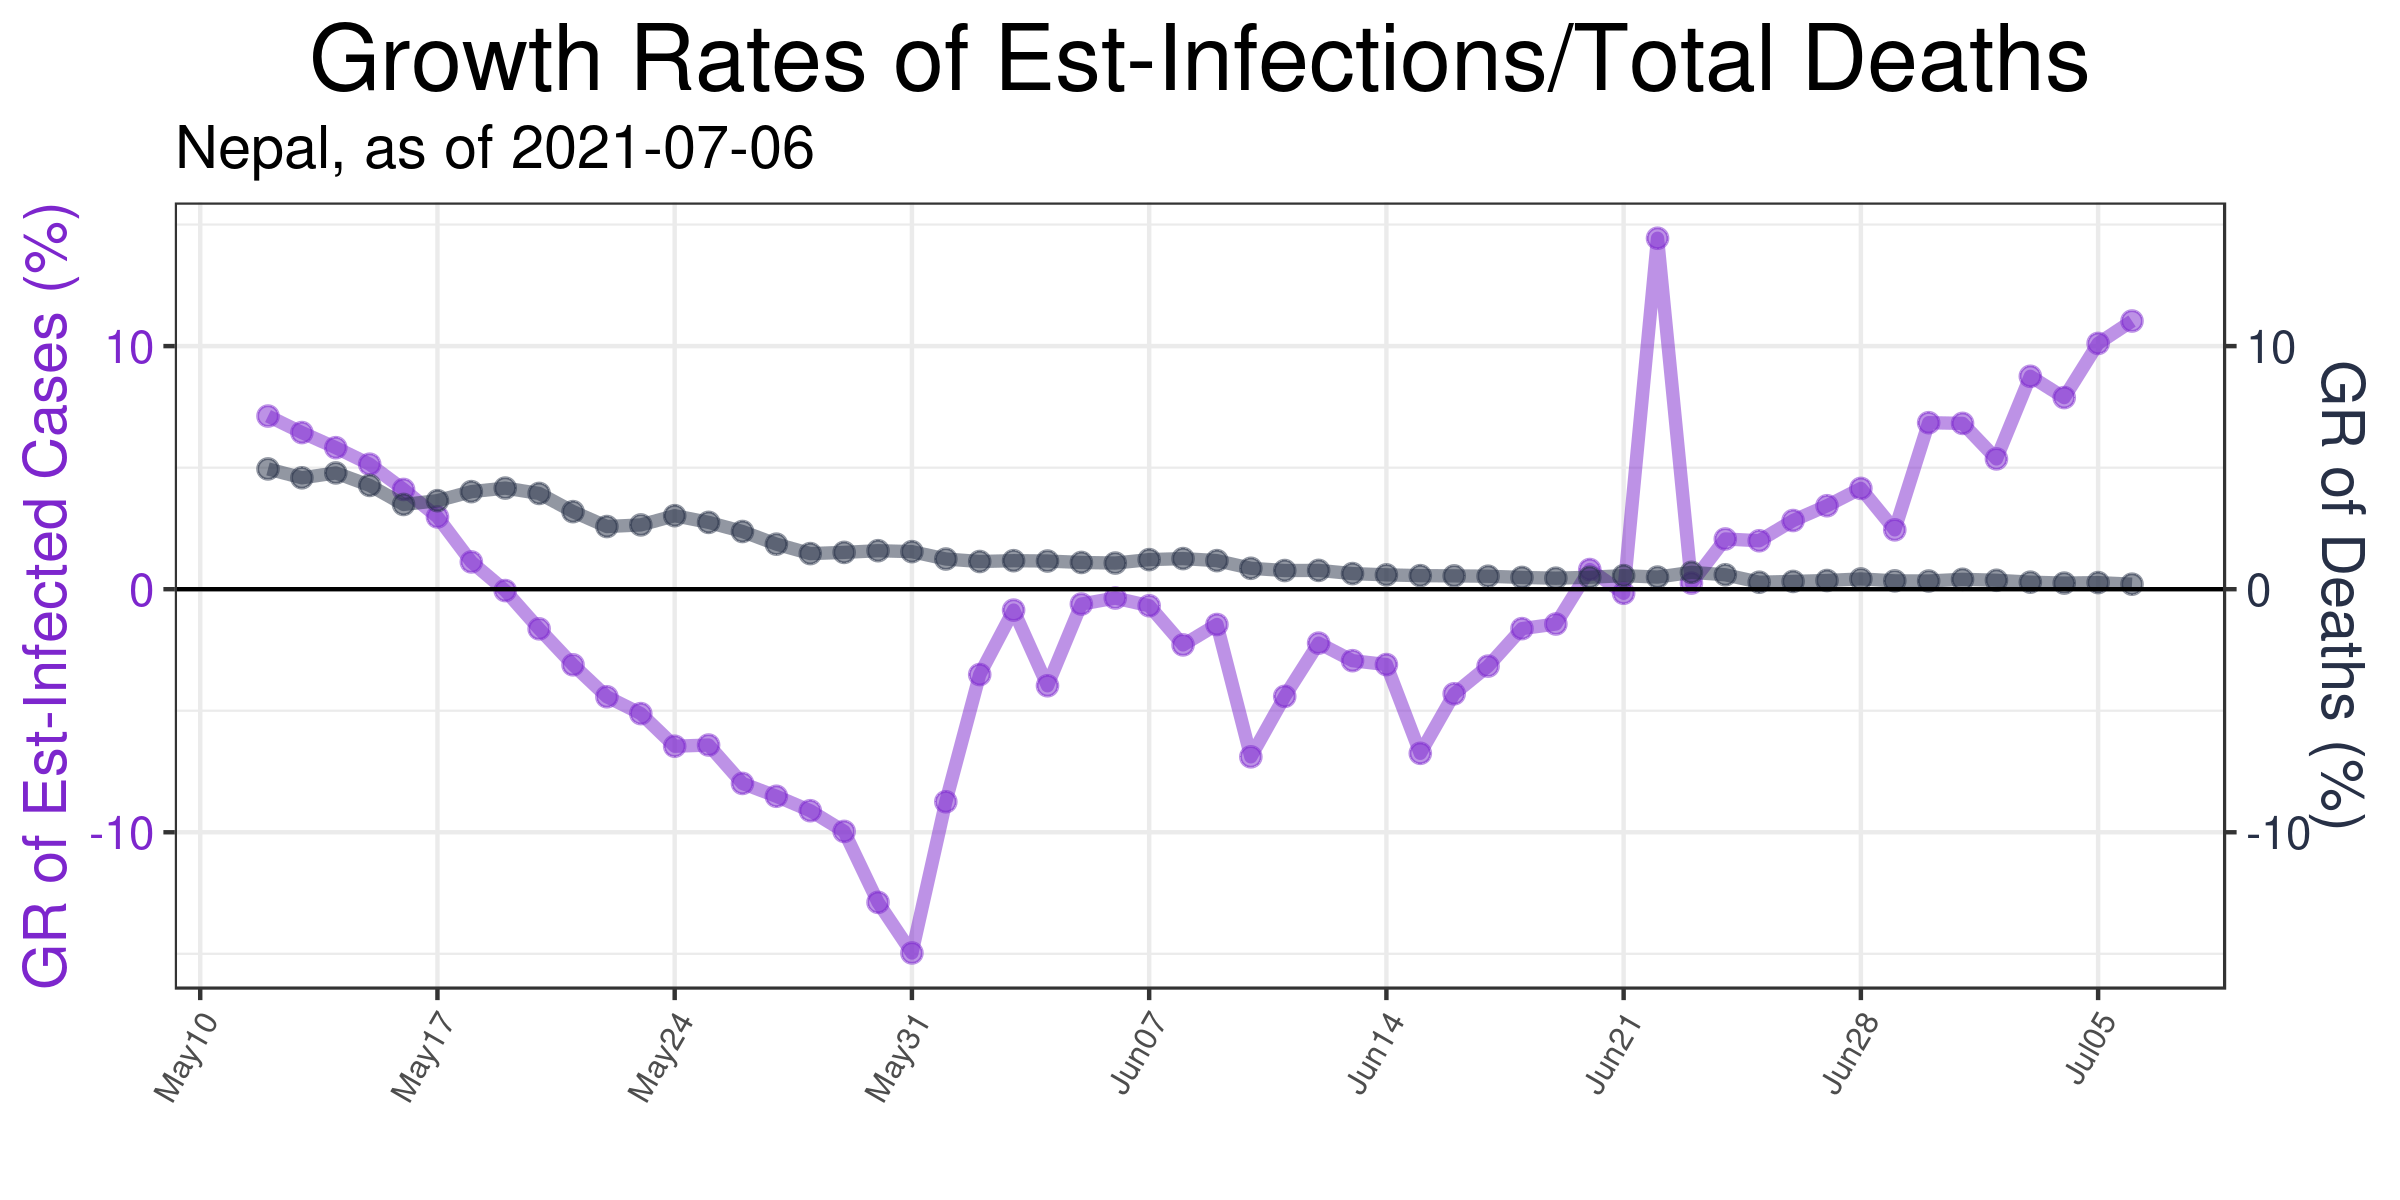 Growth Rates of Est-Infections/Total Deaths
Nepal, as of 2021-07-06
GR of Est-Infected Cases (%)
10
0
-10
10
0
-10
GR of Deaths (%)
May10
May17
May24
May31
Jun07
Jun14
Jun21
Jun28
Jul05